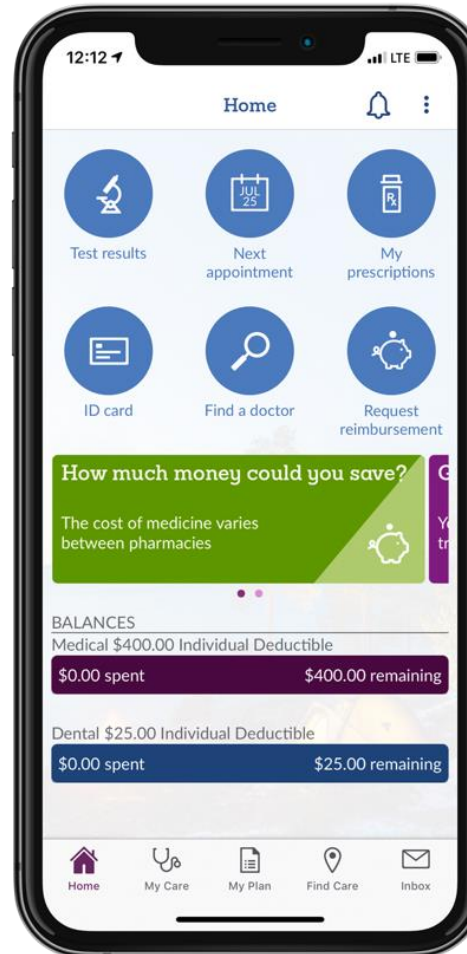 12:12
LTE
Home
JUL
25
Rx
Test results
Next
appointment
My
prescriptions
ID card
Find a doctor
Request
reimbursement
How much money could you save?
The cost of medicine varies
between pharmacies
G
Yo
tr
BALANCES
Medical $400.00 Individual Deductible
$0.00 spent
$400.00 remaining
Dental $25.00 Individual Deductible
$0.00 spent
$25.00 remaining
Home
My Care
My Plan
Find Care
Inbox